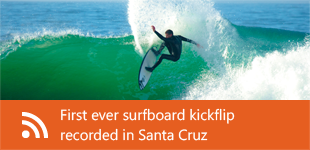 First ever surfboard kickflip
recorded in Santa Cruz